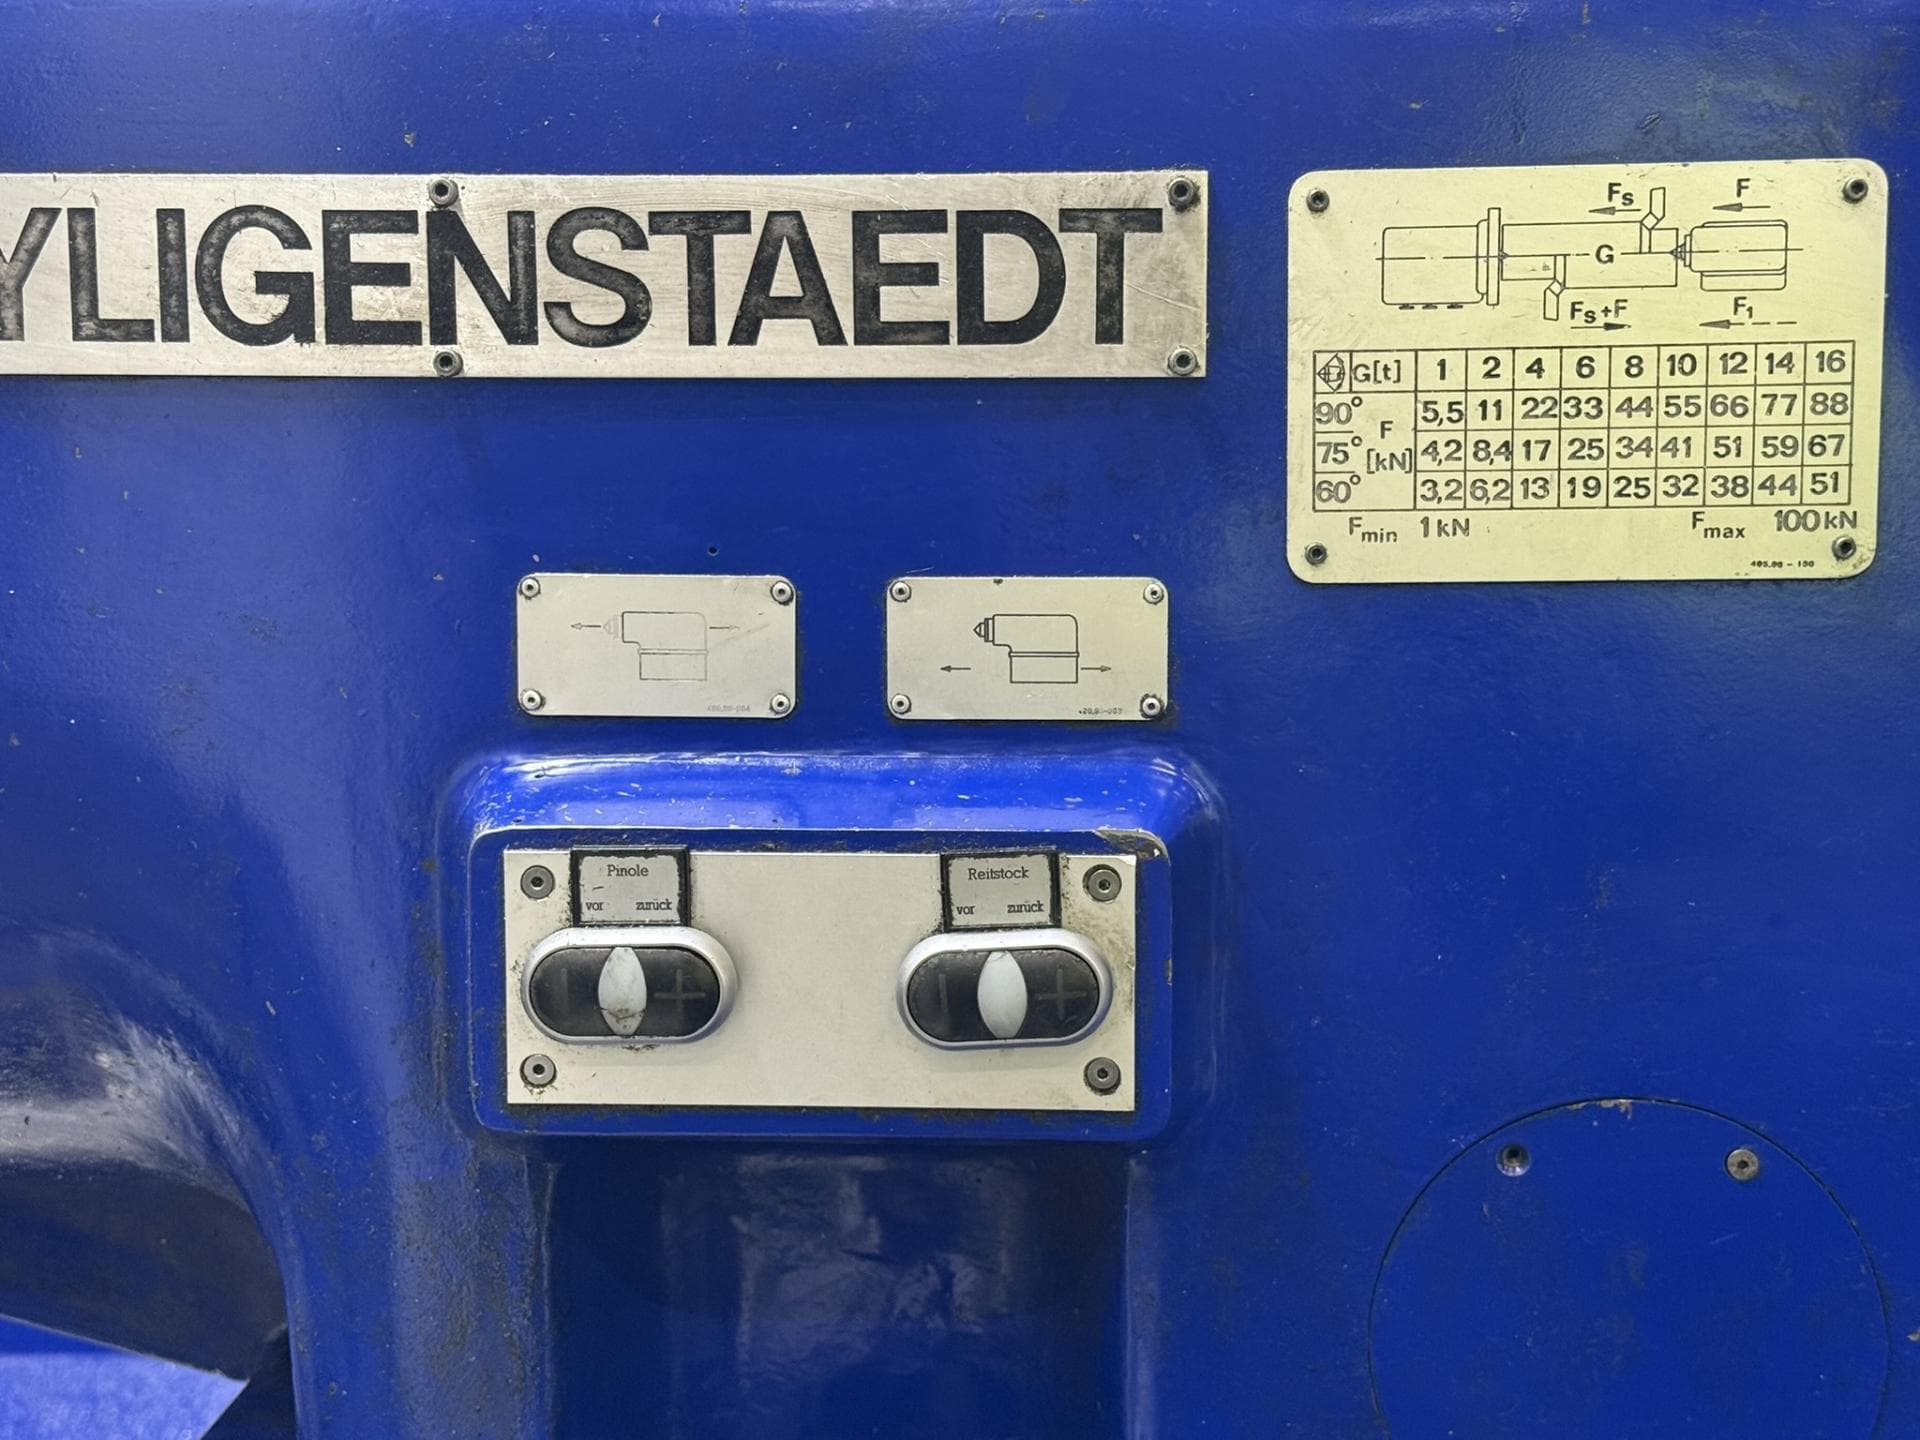 YLIGENSTAEDT
Fs F
G
Fs+F F1
G[t] 1 2 4 6 8 10 12 14 16
90° 5,5 11 22 33 44 55 66 77 88
F [kN]
75° 4,2 8,4 17 25 34 41 51 59 67
60° 3,2 6,2 13 19 25 32 38 44 51
Fmin 1kN Fmax 100kN
Pinole
vor zurück
Reitstock
vor zurück